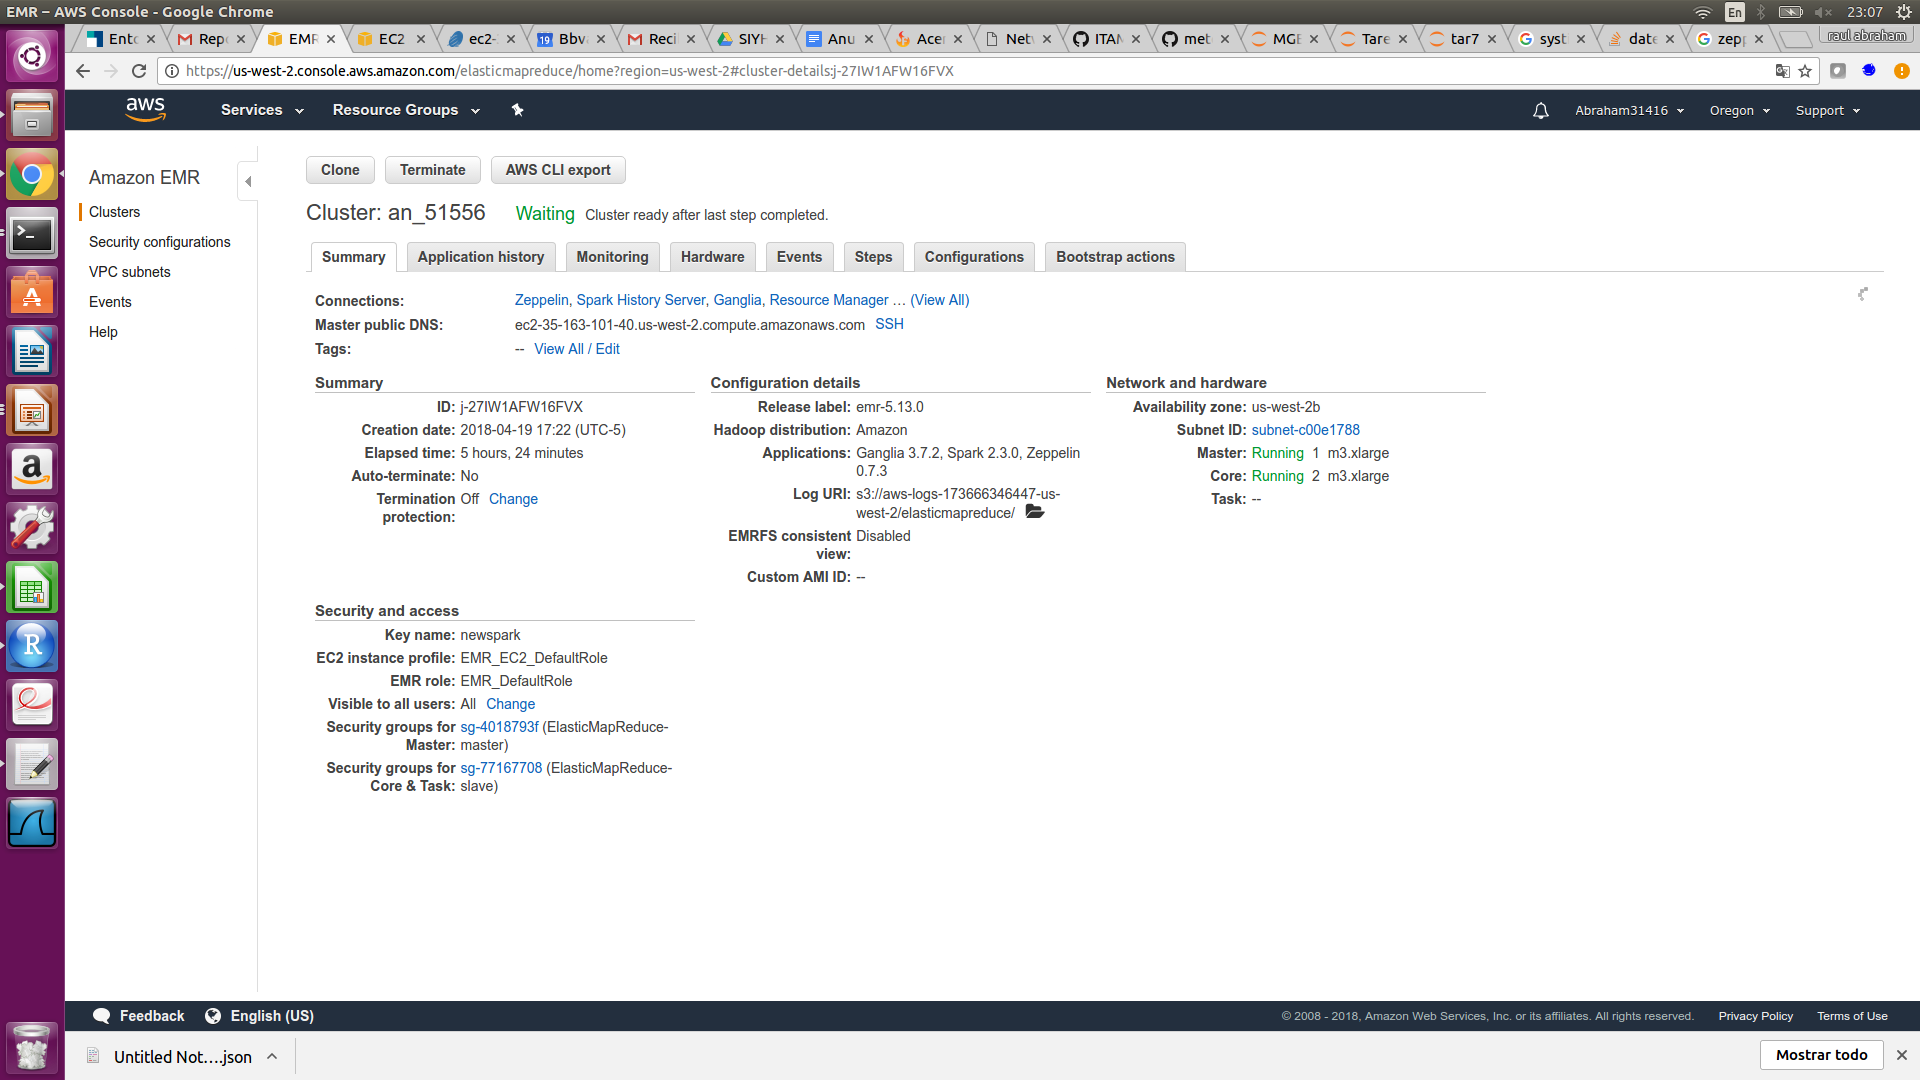 EMR – AWS Console - Google Chrome
En 23:07
Ento
Repo
EMR
EC2
ec2-
19 Bbva
Reci
SIYH
Anu
Acer
Netw
ITAM
met
MGE
Tare
tar7
syst
date
zepp
raul abraham
https://us-west-2.console.aws.amazon.com/elasticmapreduce/home?region=us-west-2#cluster-details:j-27IW1AFW16FVX
aws Services Resource Groups Abraham31416 Oregon Support
Amazon EMR
Clusters
Security configurations
VPC subnets
Events
Help
Clone Terminate AWS CLI export
Cluster: an_51556 Waiting Cluster ready after last step completed.
Summary Application history Monitoring Hardware Events Steps Configurations Bootstrap actions
Connections: Zeppelin, Spark History Server, Ganglia, Resource Manager … (View All)
Master public DNS: ec2-35-163-101-40.us-west-2.compute.amazonaws.com SSH
Tags: -- View All / Edit
Summary
ID: j-27IW1AFW16FVX
Creation date: 2018-04-19 17:22 (UTC-5)
Elapsed time: 5 hours, 24 minutes
Auto-terminate: No
Termination protection: Off Change
Configuration details
Release label: emr-5.13.0
Hadoop distribution: Amazon
Applications: Ganglia 3.7.2, Spark 2.3.0, Zeppelin
0.7.3
Log URI: s3://aws-logs-173666346447-us-
west-2/elasticmapreduce/
EMRFS consistent view: Disabled
Custom AMI ID: --
Network and hardware
Availability zone: us-west-2b
Subnet ID: subnet-c00e1788
Master: Running 1 m3.xlarge
Core: Running 2 m3.xlarge
Task: --
Security and access
Key name: newspark
EC2 instance profile: EMR_EC2_DefaultRole
EMR role: EMR_DefaultRole
Visible to all users: All Change
Security groups for sg-4018793f (ElasticMapReduce-
Master: master)
Security groups for sg-77167708 (ElasticMapReduce-
Core & Task: slave)
Feedback English (US) © 2008 - 2018, Amazon Web Services, Inc. or its affiliates. All rights reserved. Privacy Policy Terms of Use
Untitled Not….json Mostrar todo